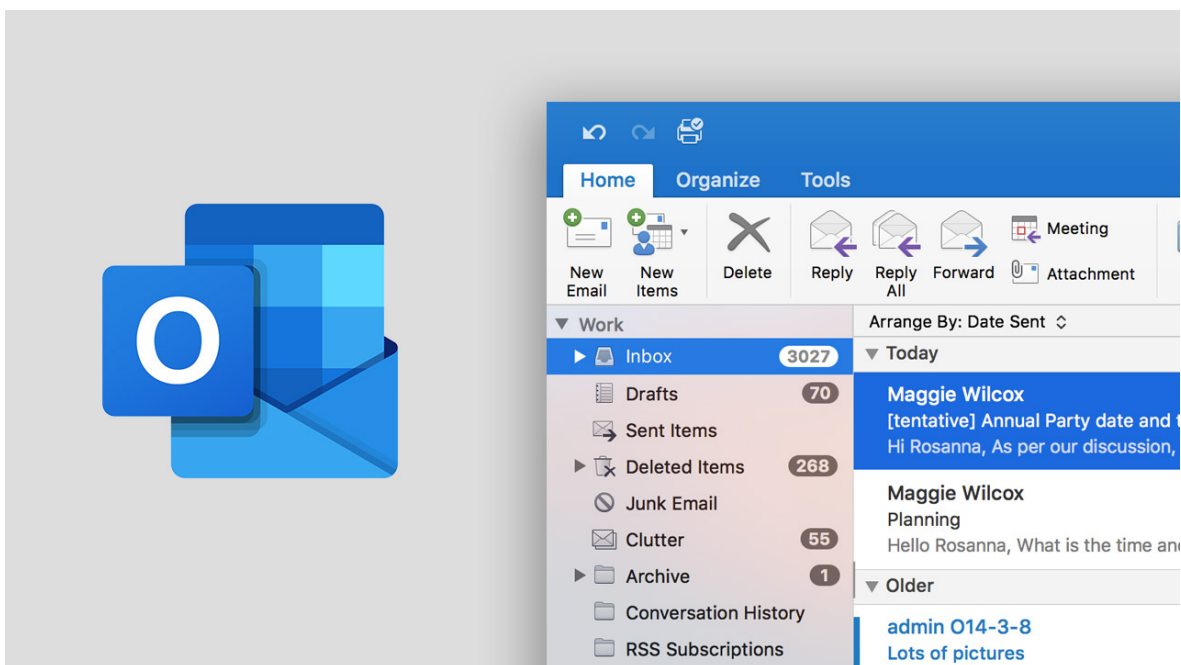 O
Home Organize Tools
New Email
New Items
Delete
Reply
Reply All
Forward
Meeting
Attachment
Work
Inbox 3027
Drafts 70
Sent Items
Deleted Items 268
Junk Email
Clutter 55
Archive 1
Conversation History
RSS Subscriptions
Arrange By: Date Sent
Today
Maggie Wilcox
[tentative] Annual Party date and
Hi Rosanna, As per our discussion,
Maggie Wilcox
Planning
Hello Rosanna, What is the time
Older
admin O14-3-8
Lots of pictures